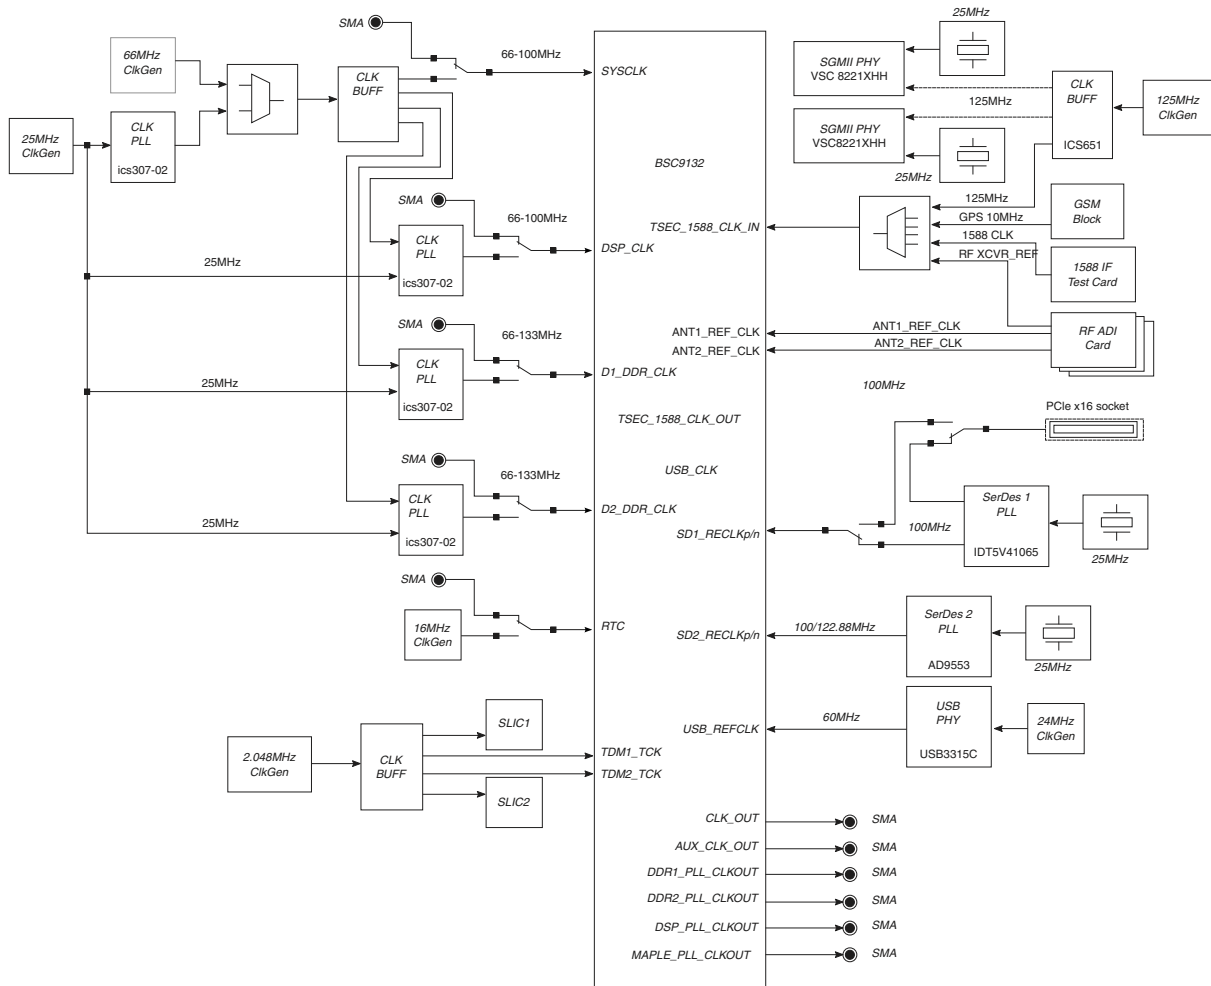 SMA
66MHz
ClkGen
66-100MHz
CLK
BUFF
SYSCLK
25MHz
ClkGen
CLK
PLL
ics307-02
SMA
66-100MHz
CLK
PLL
DSP_CLK
25MHz
ics307-02
SMA
66-133MHz
CLK
PLL
D1_DDR_CLK
25MHz
ics307-02
SMA
66-133MHz
CLK
PLL
D2_DDR_CLK
25MHz
ics307-02
SMA
16MHz
ClkGen
RTC
SLIC1
2.048MHz
ClkGen
CLK
BUFF
TDM1_TCK
TDM2_TCK
SLIC2
BSC9132
TSEC_1588_CLK_IN
ANT1_REF_CLK
ANT2_REF_CLK
TSEC_1588_CLK_OUT
USB_CLK
SD1_RECLKp/n
SD2_RECLKp/n
USB_REFCLK
CLK_OUT
SMA
AUX_CLK_OUT
SMA
DDR1_PLL_CLKOUT
SMA
DDR2_PLL_CLKOUT
SMA
DSP_PLL_CLKOUT
SMA
MAPLE_PLL_CLKOUT
SMA
25MHz
SGMII PHY
VSC 8221XHH
125MHz
CLK
BUFF
ICS651
125MHz
ClkGen
SGMII PHY
VSC8221XHH
25MHz
125MHz
GPS 10MHz
1588 CLK
RF XCVR_REF
GSM
Block
1588 IF
Test Card
ANT1_REF_CLK
ANT2_REF_CLK
RF ADI
Card
100MHz
PCIe x16 socket
100MHz
SerDes 1
PLL
IDT5V41065
25MHz
100/122.88MHz
SerDes 2
PLL
AD9553
25MHz
60MHz
USB
PHY
USB3315C
24MHz
ClkGen